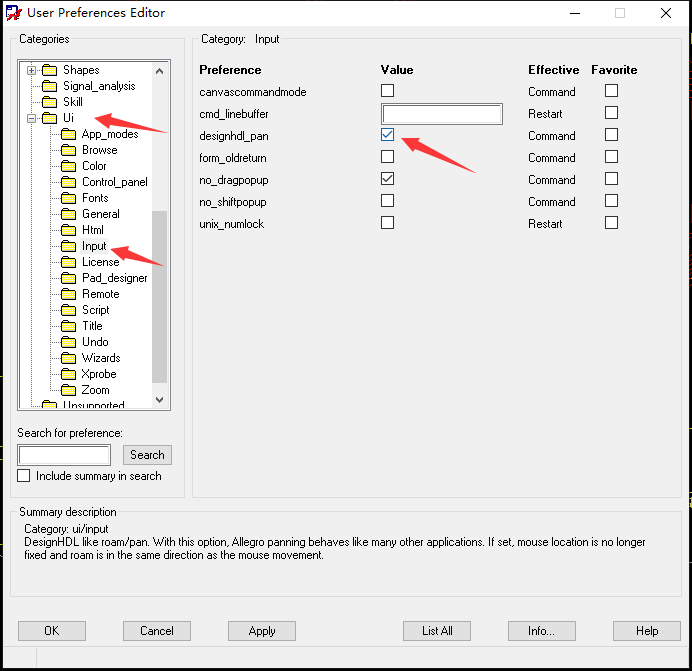 User Preferences Editor
Categories
Shapes
Signal_analysis
Skill
Ui
App_modes
Browse
Color
Control_panel
Fonts
General
Html
Input
License
Pad_designer
Remote
Script
Title
Undo
Wizards
Xprobe
Zoom
Unsupported
Search for preference:
Search
Include summary in search
Category: Input
Preference Value Effective Favorite
canvascommandmode Command
cmd_linebuffer Restart
designhdl_pan Command
form_oldreturn Command
no_dragpopup Command
no_shiftpopup Command
unix_numlock Restart
Summary description
Category: ui/input
DesignHDL like roam/pan. With this option, Allegro panning behaves like many other applications. If set, mouse location is no longer
fixed and roam is in the same direction as the mouse movement.
OK Cancel Apply List All Info... Help